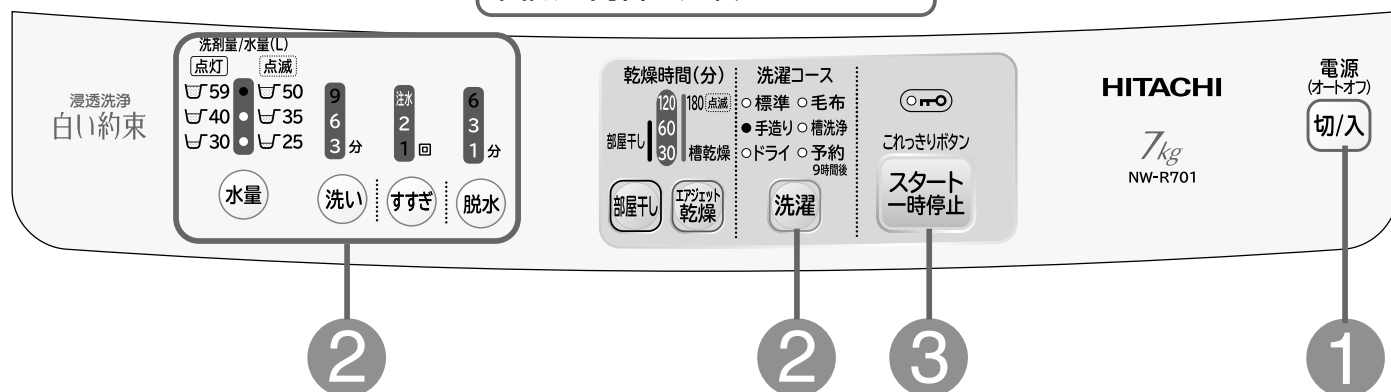 浸透洗浄
白い約束
洗剤量/水量(L)
点灯 点滅
59 50
40 35
30 25
水量
9
6
3 分
洗い
注水
2
1 回
すすぎ
6
3
1 分
脱水
乾燥時間(分)
120 180 点滅
60
30 槽乾燥
部屋干し
部屋干し
エアジェット
乾燥
洗濯コース
標準 毛布
手造り 槽洗浄
ドライ 予約
9時間後
洗濯
これっきりボタン
スタート
一時停止
HITACHI
7kg
NW-R701
電源
(オートオフ)
切/入
2
2
3
1